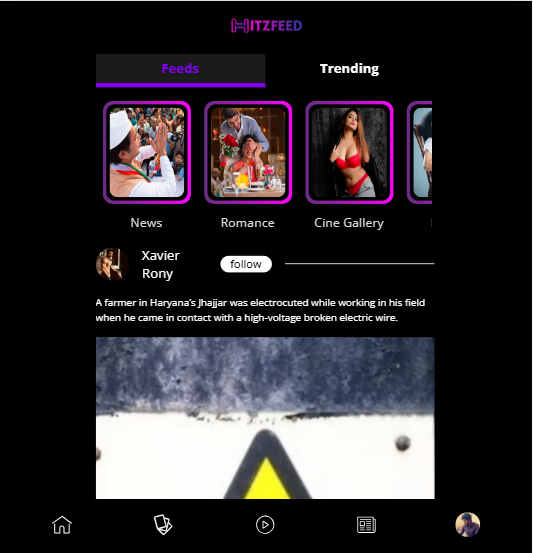 HITZFEED
Feeds
Trending
News
Romance
Cine Gallery
Xavier
Rony
follow
A farmer in Haryana's Jhajjar was electrocuted while working in his field
when he came in contact with a high-voltage broken electric wire.